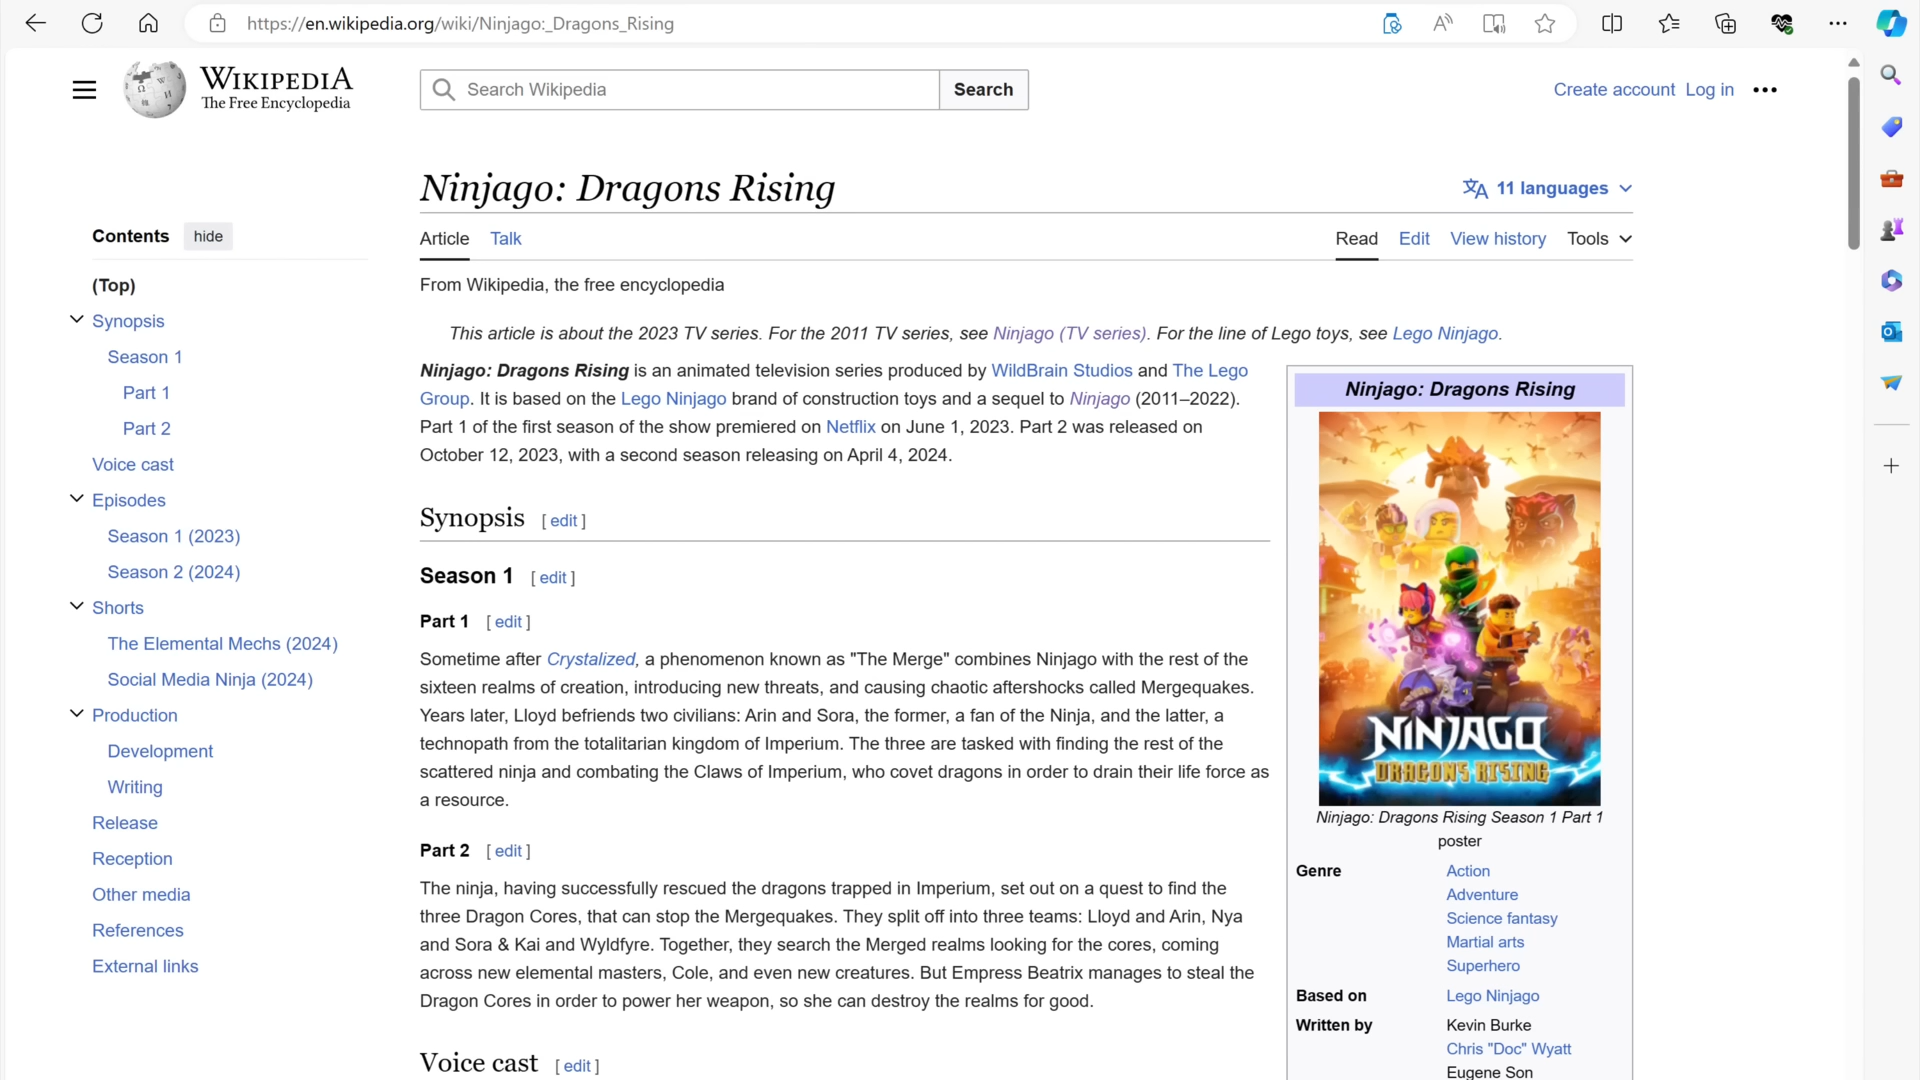 https://en.wikipedia.org/wiki/Ninjago:_Dragons_Rising
WIKIPEDIA
The Free Encyclopedia
Search Wikipedia
Search
Create account Log in
Ninjago: Dragons Rising
11 languages
Contents hide
Article Talk
Read Edit View history Tools
(Top)
Synopsis
Season 1
Part 1
Part 2
Voice cast
Episodes
Season 1 (2023)
Season 2 (2024)
Shorts
The Elemental Mechs (2024)
Social Media Ninja (2024)
Production
Development
Writing
Release
Reception
Other media
References
External links
From Wikipedia, the free encyclopedia
This article is about the 2023 TV series. For the 2011 TV series, see Ninjago (TV series). For the line of Lego toys, see Lego Ninjago.
Ninjago: Dragons Rising is an animated television series produced by WildBrain Studios and The Lego
Group. It is based on the Lego Ninjago brand of construction toys and a sequel to Ninjago (2011–2022).
Part 1 of the first season of the show premiered on Netflix on June 1, 2023. Part 2 was released on
October 12, 2023, with a second season releasing on April 4, 2024.
Synopsis [ edit ]
Season 1 [ edit ]
Part 1 [ edit ]
Sometime after Crystalized, a phenomenon known as "The Merge" combines Ninjago with the rest of the
sixteen realms of creation, introducing new threats, and causing chaotic aftershocks called Mergequakes.
Years later, Lloyd befriends two civilians: Arin and Sora, the former, a fan of the Ninja, and the latter, a
technopath from the totalitarian kingdom of Imperium. The three are tasked with finding the rest of the
scattered ninja and combating the Claws of Imperium, who covet dragons in order to drain their life force as
a resource.
Part 2 [ edit ]
The ninja, having successfully rescued the dragons trapped in Imperium, set out on a quest to find the
three Dragon Cores, that can stop the Mergequakes. They split off into three teams: Lloyd and Arin, Nya
and Sora & Kai and Wyldfyre. Together, they search the Merged realms looking for the cores, coming
across new elemental masters, Cole, and even new creatures. But Empress Beatrix manages to steal the
Dragon Cores in order to power her weapon, so she can destroy the realms for good.
Voice cast [ edit ]
Ninjago: Dragons Rising
NINJAGO
DRAGONS RISING
Ninjago: Dragons Rising Season 1 Part 1
poster
Genre Action
Adventure
Science fantasy
Martial arts
Superhero
Based on Lego Ninjago
Written by Kevin Burke
Chris "Doc" Wyatt
Eugene Son